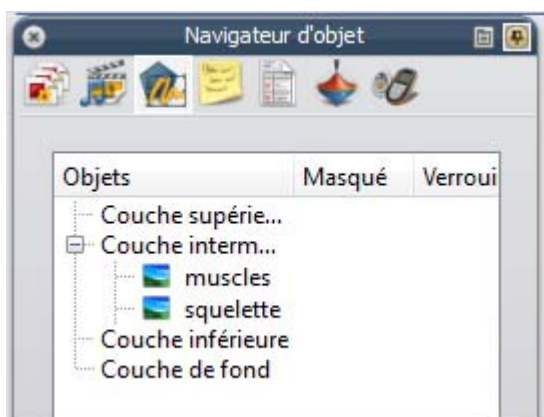 Navigateur d'objet
Objets Masqué Verroui
Couche supérie...
Couche interm...
muscles
squelette
Couche inférieure
Couche de fond